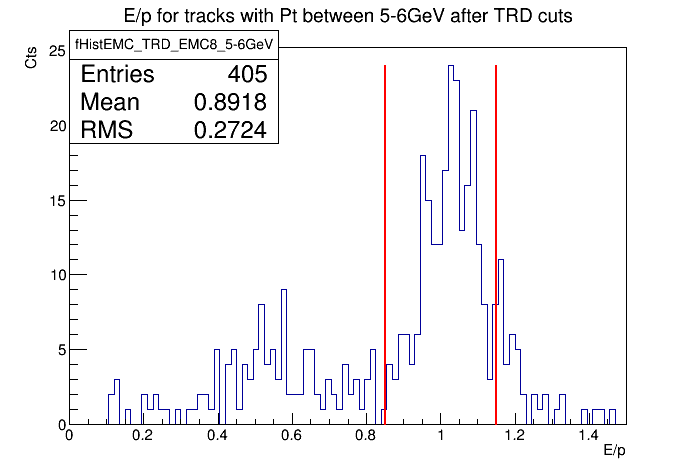 E/p for tracks with Pt between 5-6GeV after TRD cuts
fHistEMC_TRD_EMC8_5-6GeV
Entries 405
Mean 0.8918
RMS 0.2724
Cts
25
20
15
10
5
0
0 0.2 0.4 0.6 0.8 1 1.2 1.4
E/p